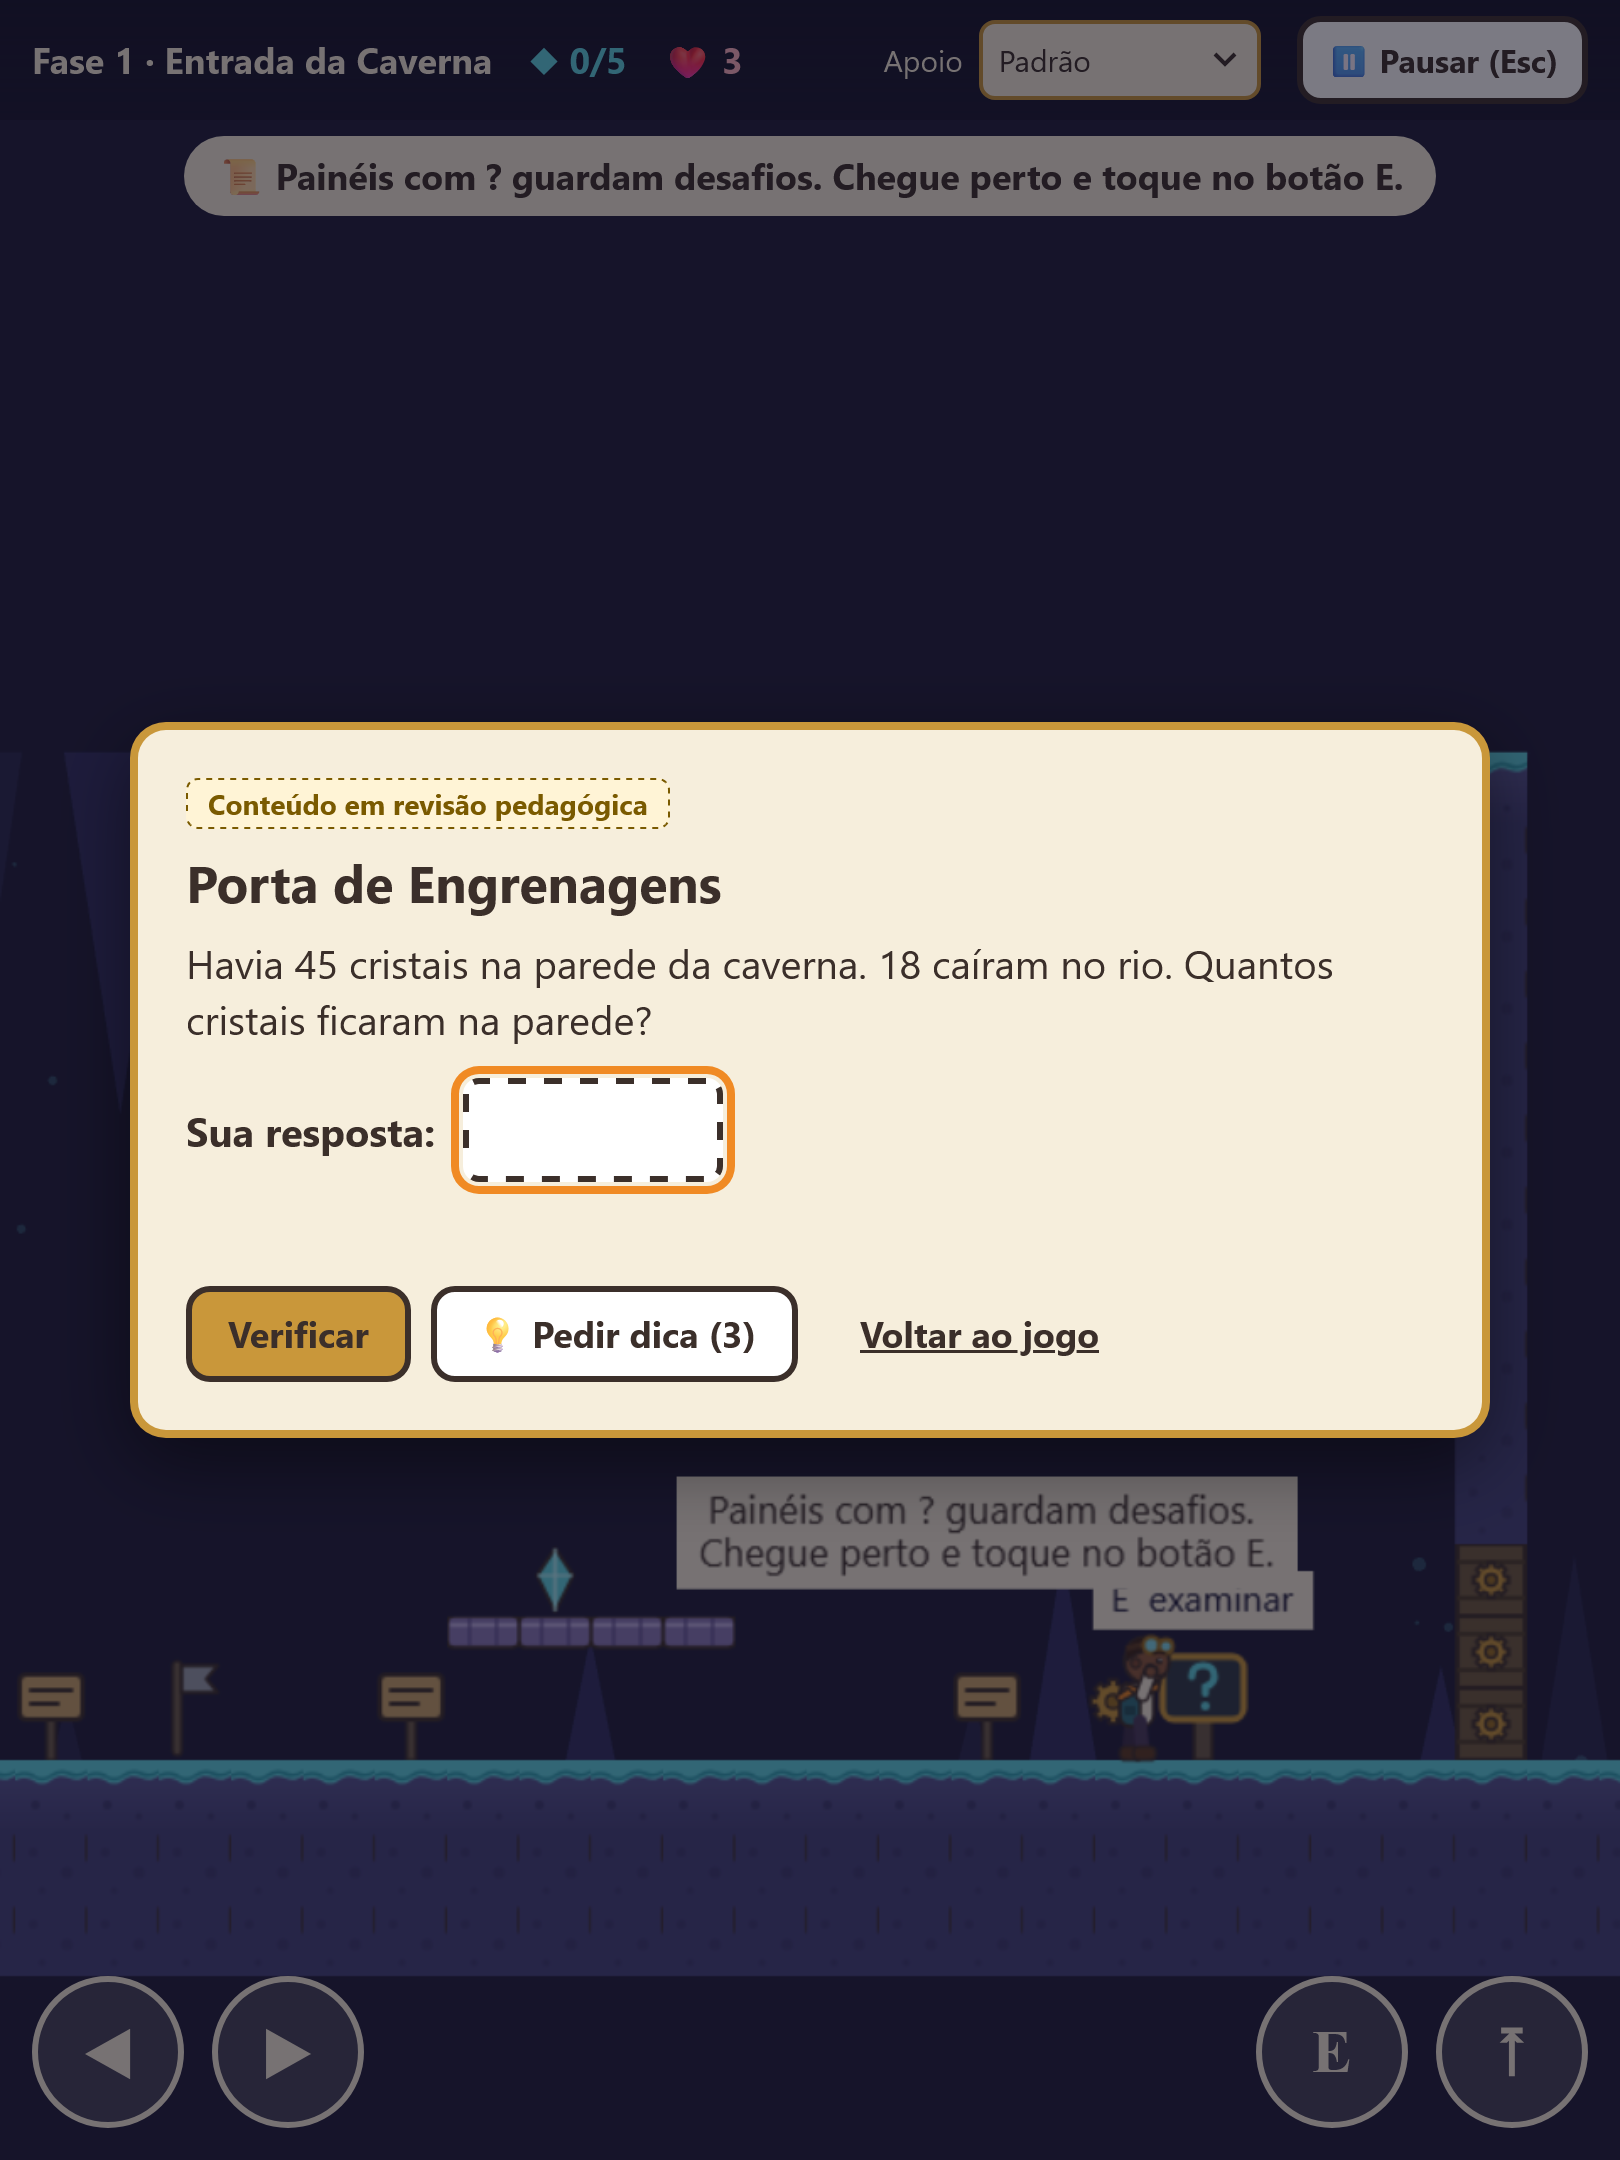 Fase 1 · Entrada da Caverna 0/5 3 Apoio Padrão Pausar (Esc)
Painéis com ? guardam desafios. Chegue perto e toque no botão E.
Conteúdo em revisão pedagógica
Porta de Engrenagens
Havia 45 cristais na parede da caverna. 18 caíram no rio. Quantos
cristais ficaram na parede?
Sua resposta:
Verificar Pedir dica (3) Voltar ao jogo
Painéis com ? guardam desafios.
Chegue perto e toque no botão E.
E examinar
?
E